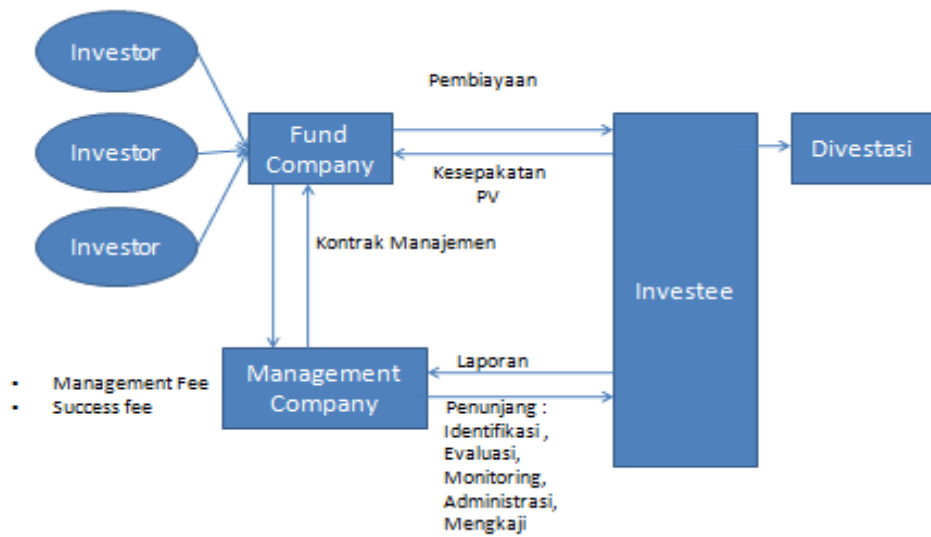 Investor
Investor
Investor
Fund
Company
Pembiayaan
Kesepakatan
PV
Kontrak Manajemen
Investee
Divestasi
Management
Company
• Management Fee
• Success fee
Laporan
Penunjang :
Identifikasi ,
Evaluasi,
Monitoring,
Administrasi,
Mengkaji